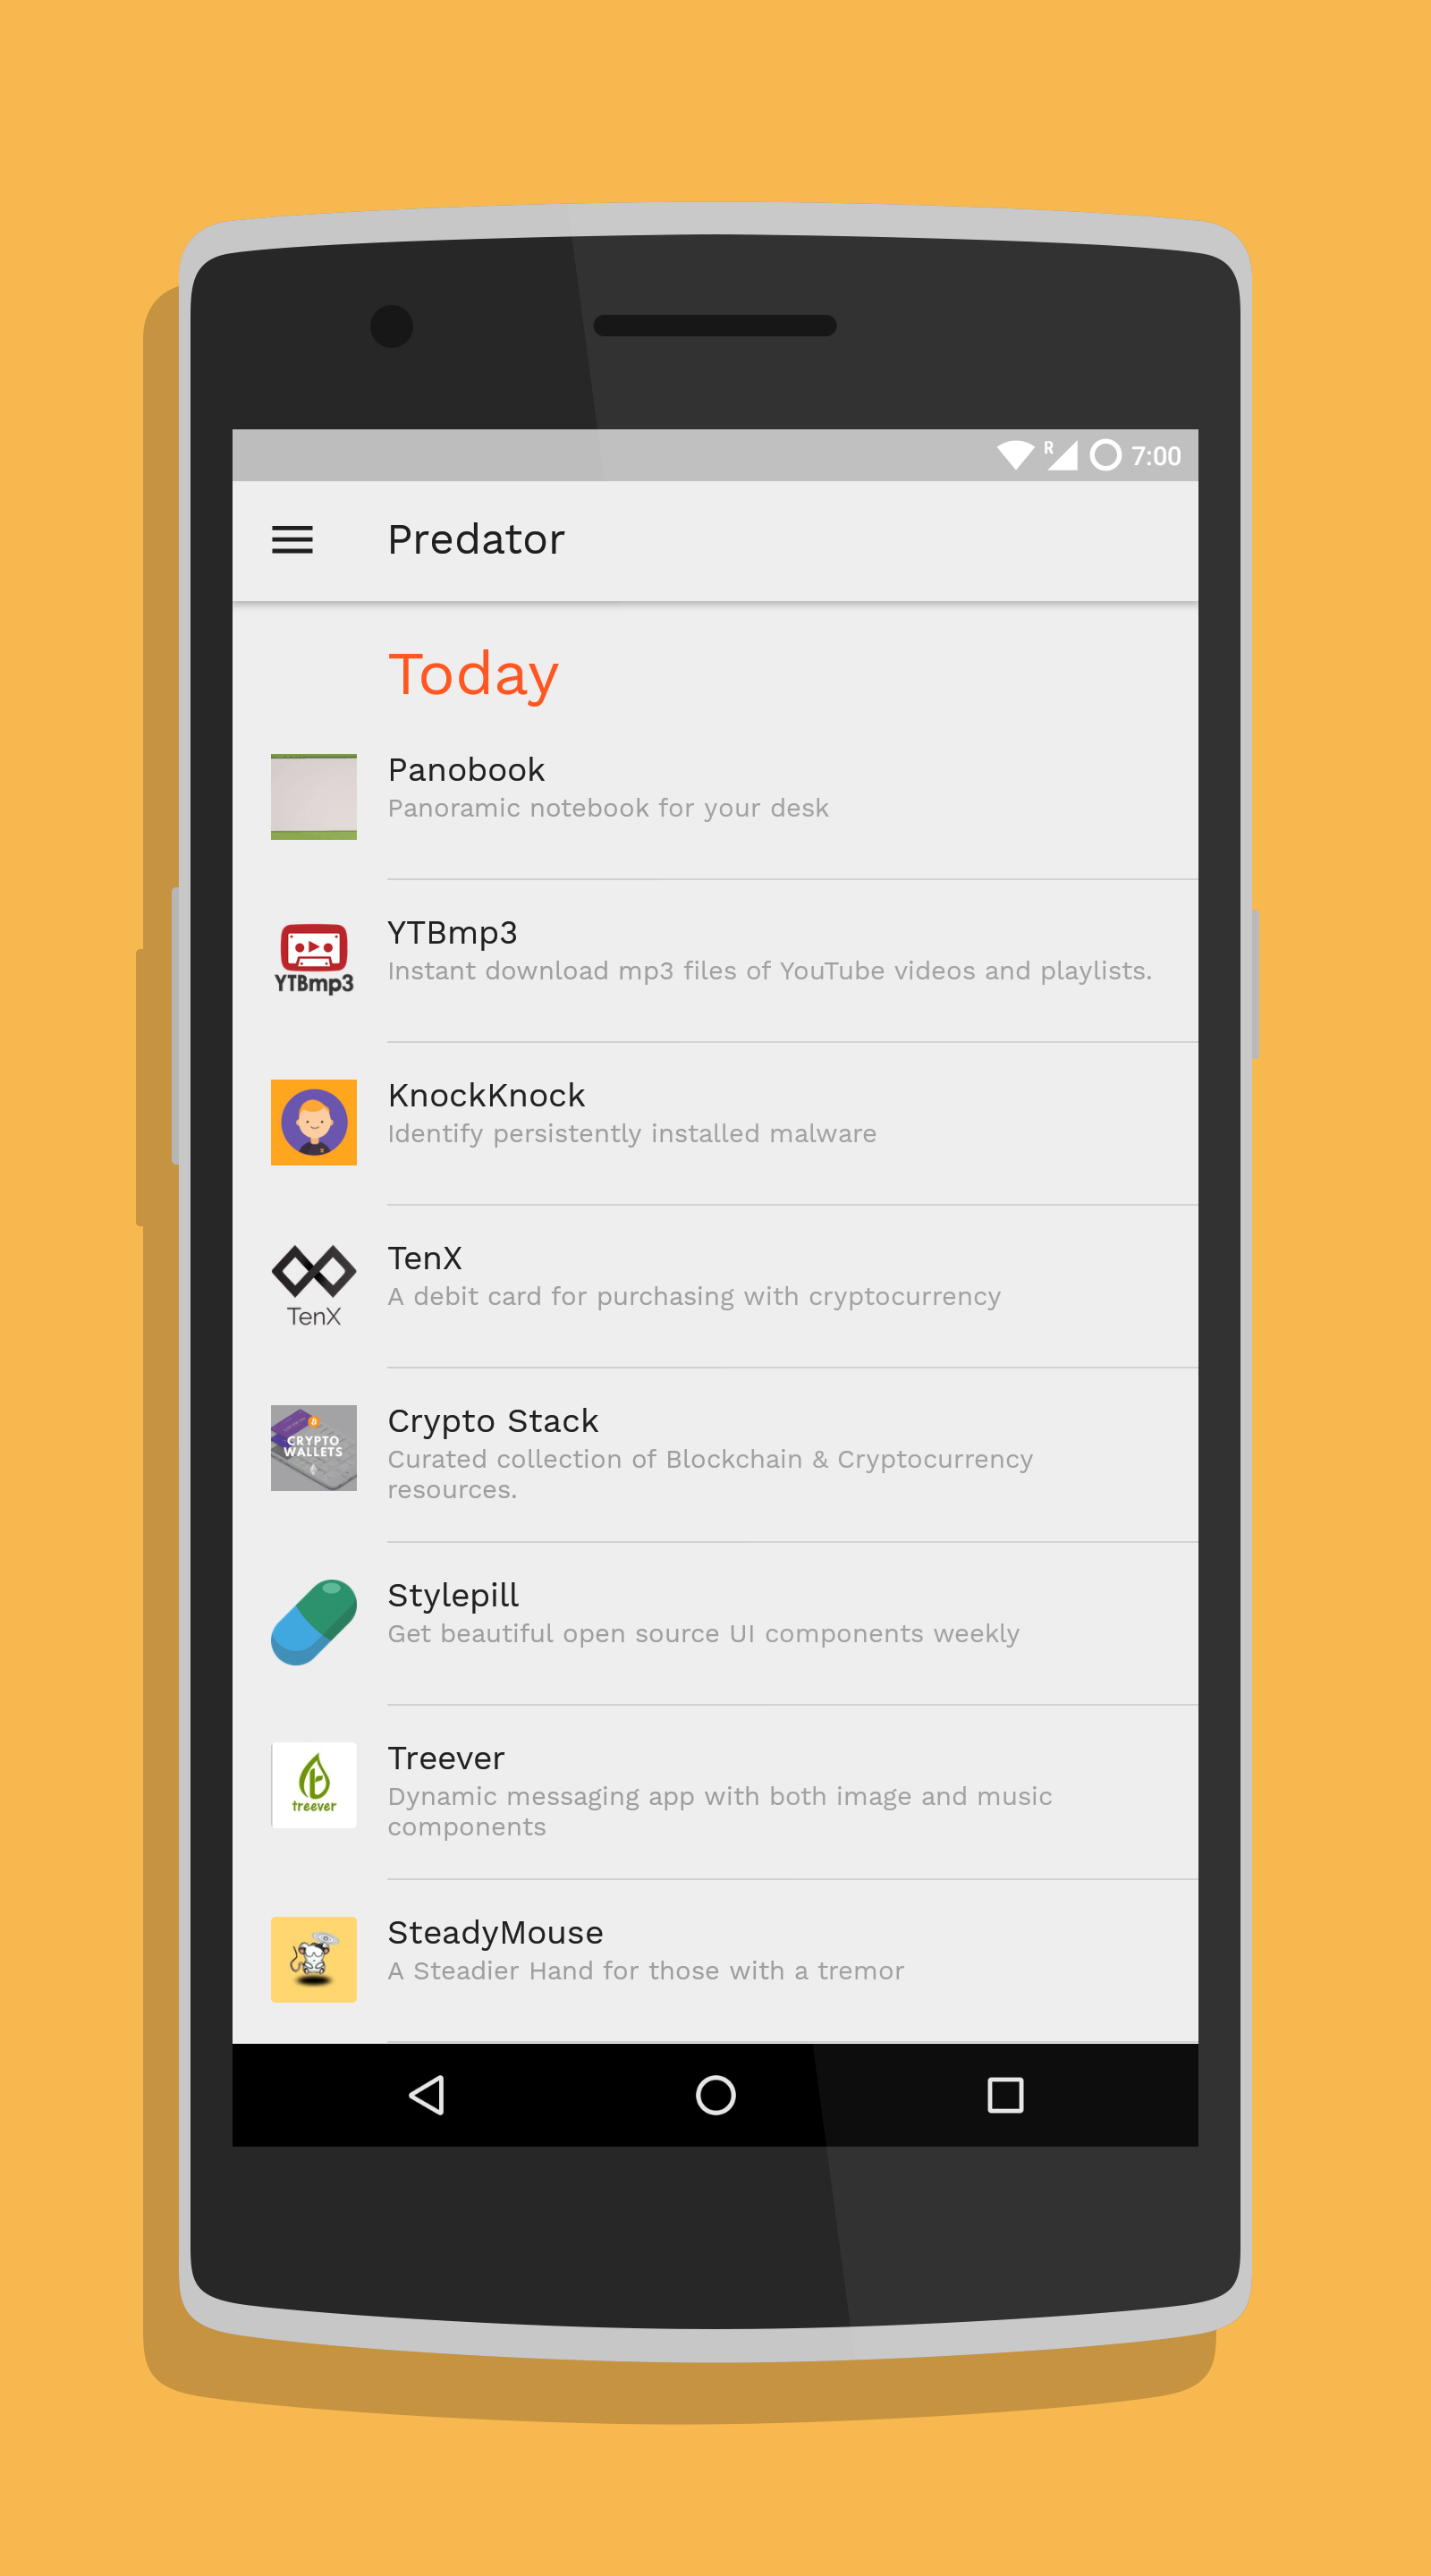 R 7:00
Predator
Today
Panobook
Panoramic notebook for your desk
YTBmp3
YTBmp3
Instant download mp3 files of YouTube videos and playlists.
KnockKnock
Identify persistently installed malware
TenX
TenX
A debit card for purchasing with cryptocurrency
CRYPTO
WALLETS
Crypto Stack
Curated collection of Blockchain & Cryptocurrency
resources.
Stylepill
Get beautiful open source UI components weekly
treever
Treever
Dynamic messaging app with both image and music
components
SteadyMouse
A Steadier Hand for those with a tremor